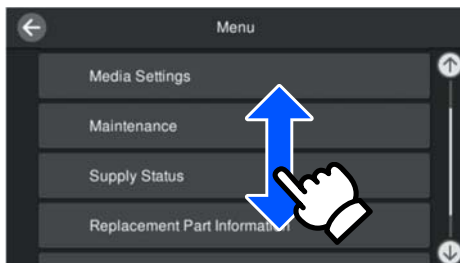 Menu
Media Settings
Maintenance
Supply Status
Replacement Part Information